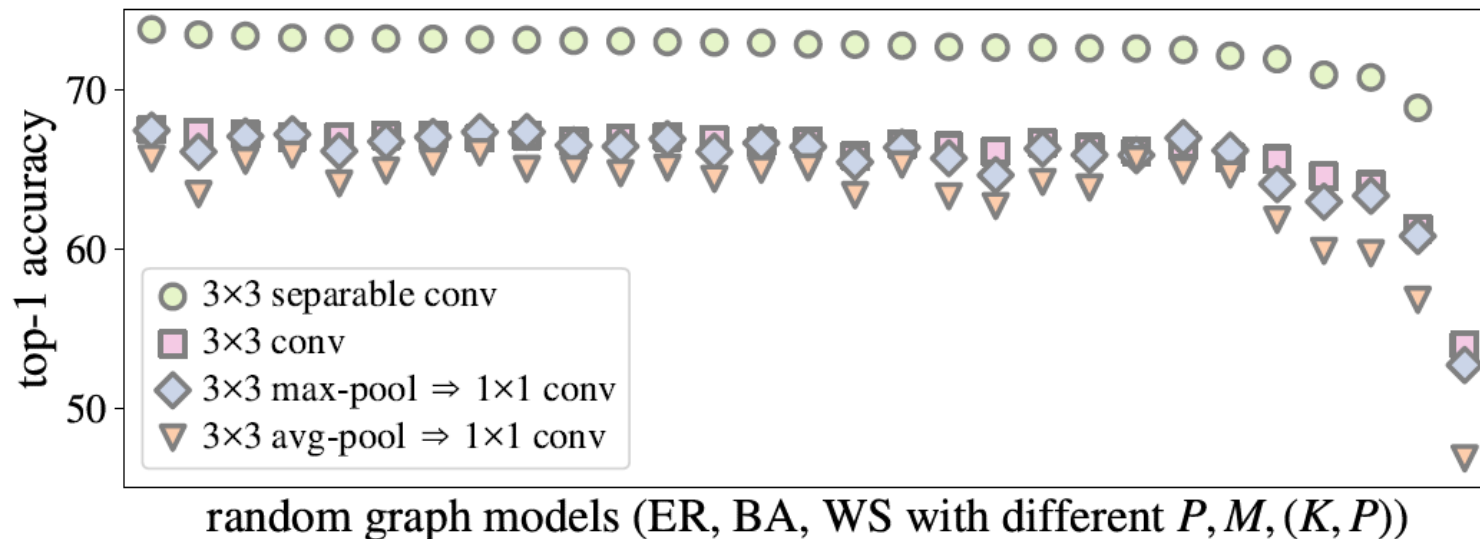 70
60
50
top-1 accuracy
3×3 separable conv
3×3 conv
3×3 max-pool ⇒ 1×1 conv
3×3 avg-pool ⇒ 1×1 conv
random graph models (ER, BA, WS with different P, M, (K, P))